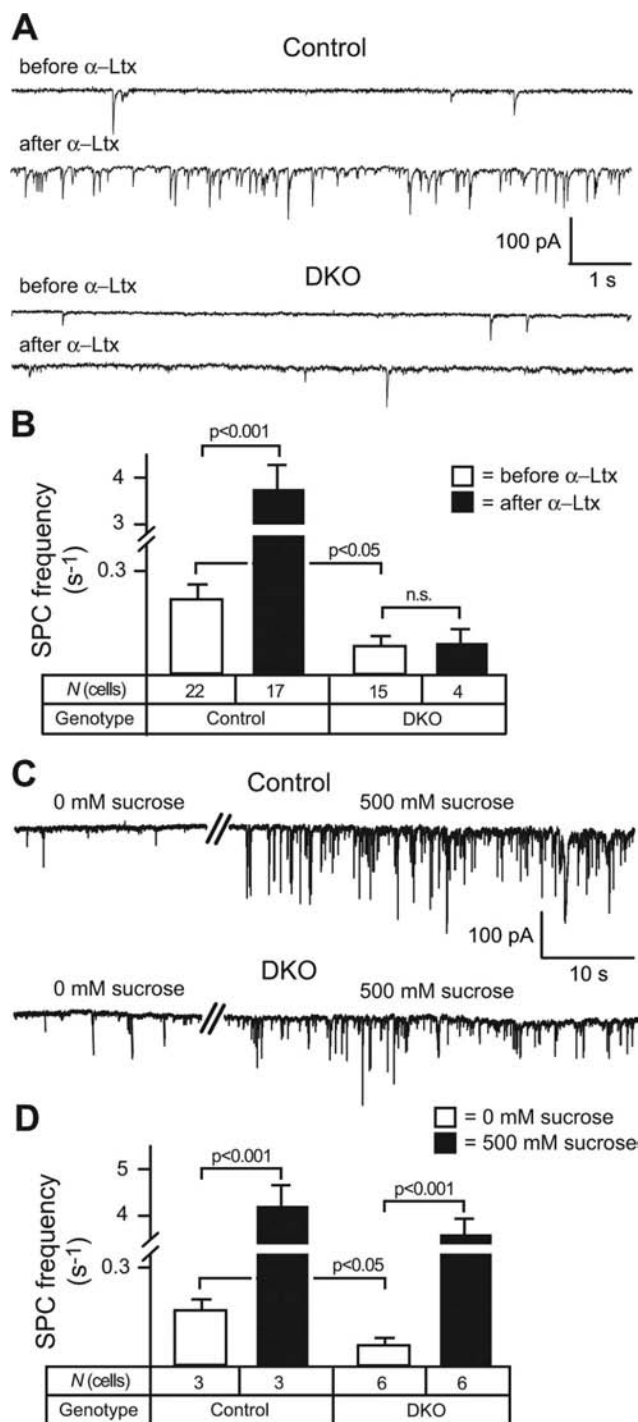 A
Control
before α–Ltx
after α–Ltx
100 pA
1 s
DKO
before α–Ltx
after α–Ltx
B
p<0.001
= before α–Ltx
= after α–Ltx
4
3
p<0.05
0.3
n.s.
SPC frequency
(s-1)
N (cells) 22 17 15 4
Genotype Control DKO
C
Control
0 mM sucrose 500 mM sucrose
100 pA
10 s
DKO
0 mM sucrose 500 mM sucrose
D
= 0 mM sucrose
= 500 mM sucrose
p<0.001
p<0.001
5
4
p<0.05
0.3
SPC frequency
(s-1)
N (cells) 3 3 6 6
Genotype Control DKO